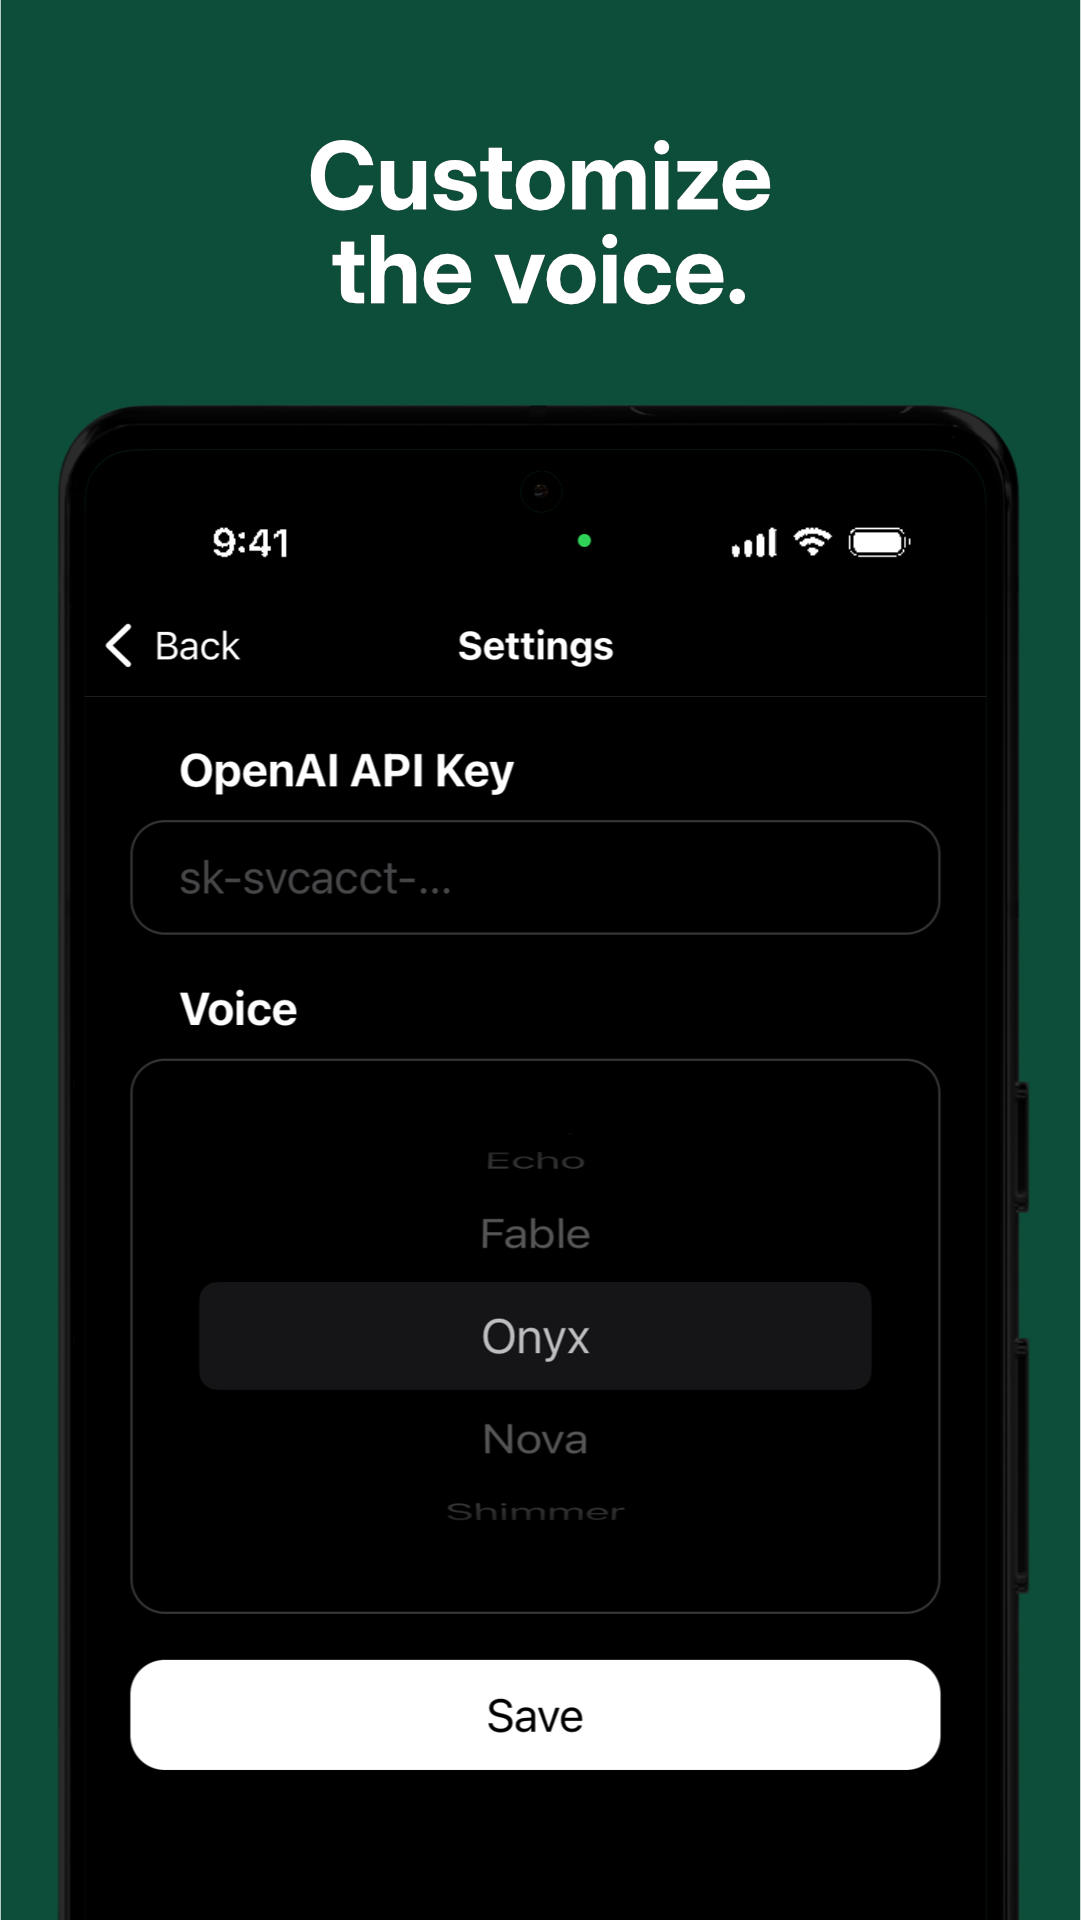 Customize
the voice.
9:41
Back
Settings
OpenAI API Key
sk-svcacct-...
Voice
Echo
Fable
Onyx
Nova
Shimmer
Save